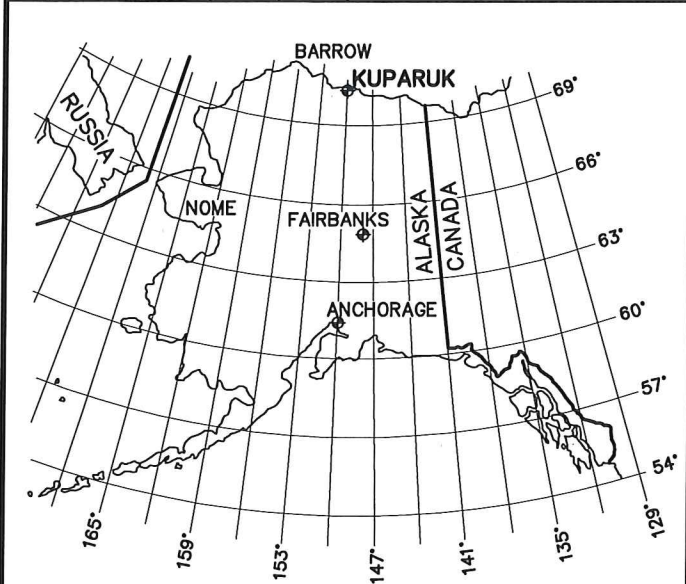 BARROW
KUPARUK
69°
RUSSIA
66°
NOME
FAIRBANKS
ALASKA
CANADA
63°
ANCHORAGE
60°
57°
54°
165°
159°
153°
147°
141°
135°
129°